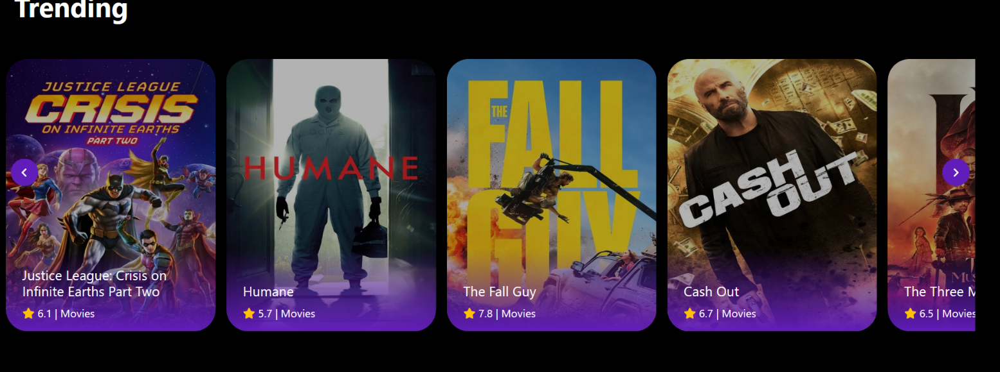 Trending
JUSTICE LEAGUE
CRISIS
ON INFINITE EARTHS
PART TWO
Justice League: Crisis on
Infinite Earths Part Two
6.1 | Movies
HUMANE
Humane
5.7 | Movies
THE
FALL
GUY
The Fall Guy
7.8 | Movies
CASH
OUT
Cash Out
6.7 | Movies
The Three M
6.5 | Movies